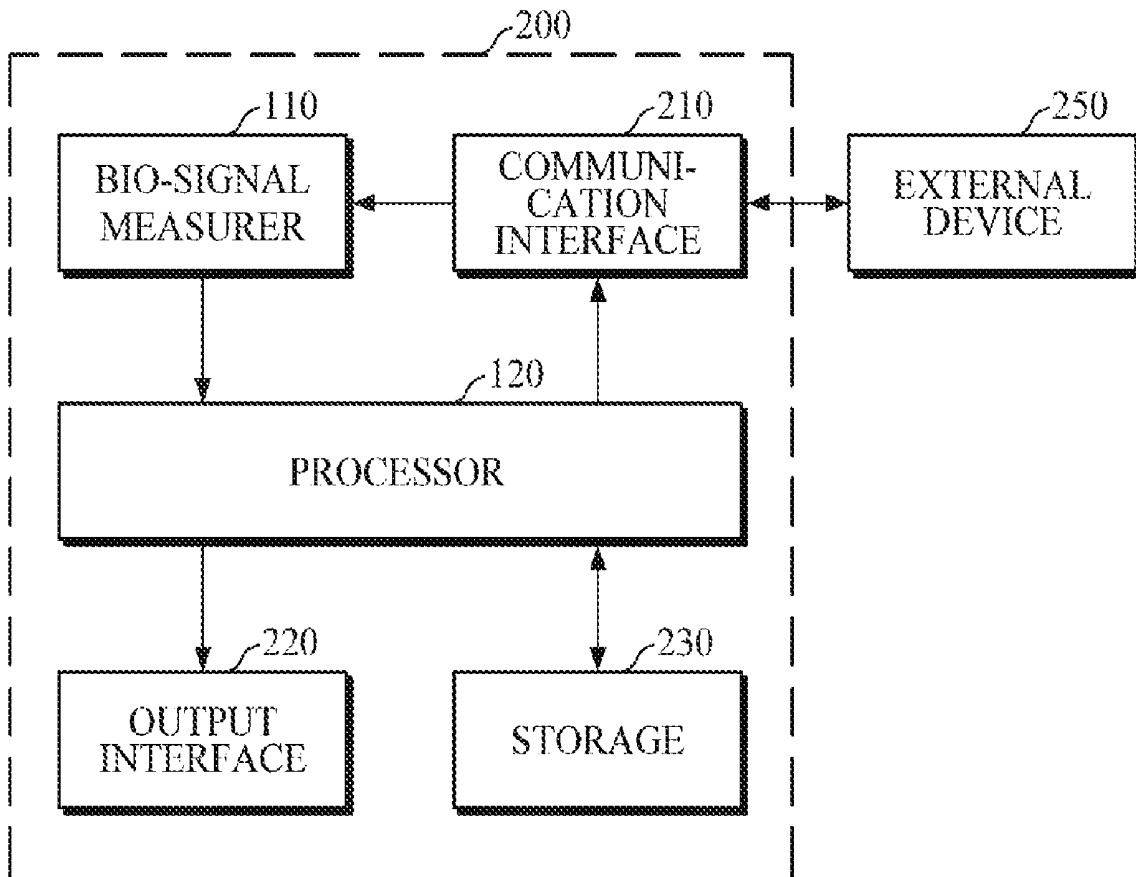 200
110
210
250
BIO-SIGNAL
MEASURER
COMMUNI-
CATION
INTERFACE
EXTERNAL
DEVICE
120
PROCESSOR
220
230
OUTPUT
INTERFACE
STORAGE